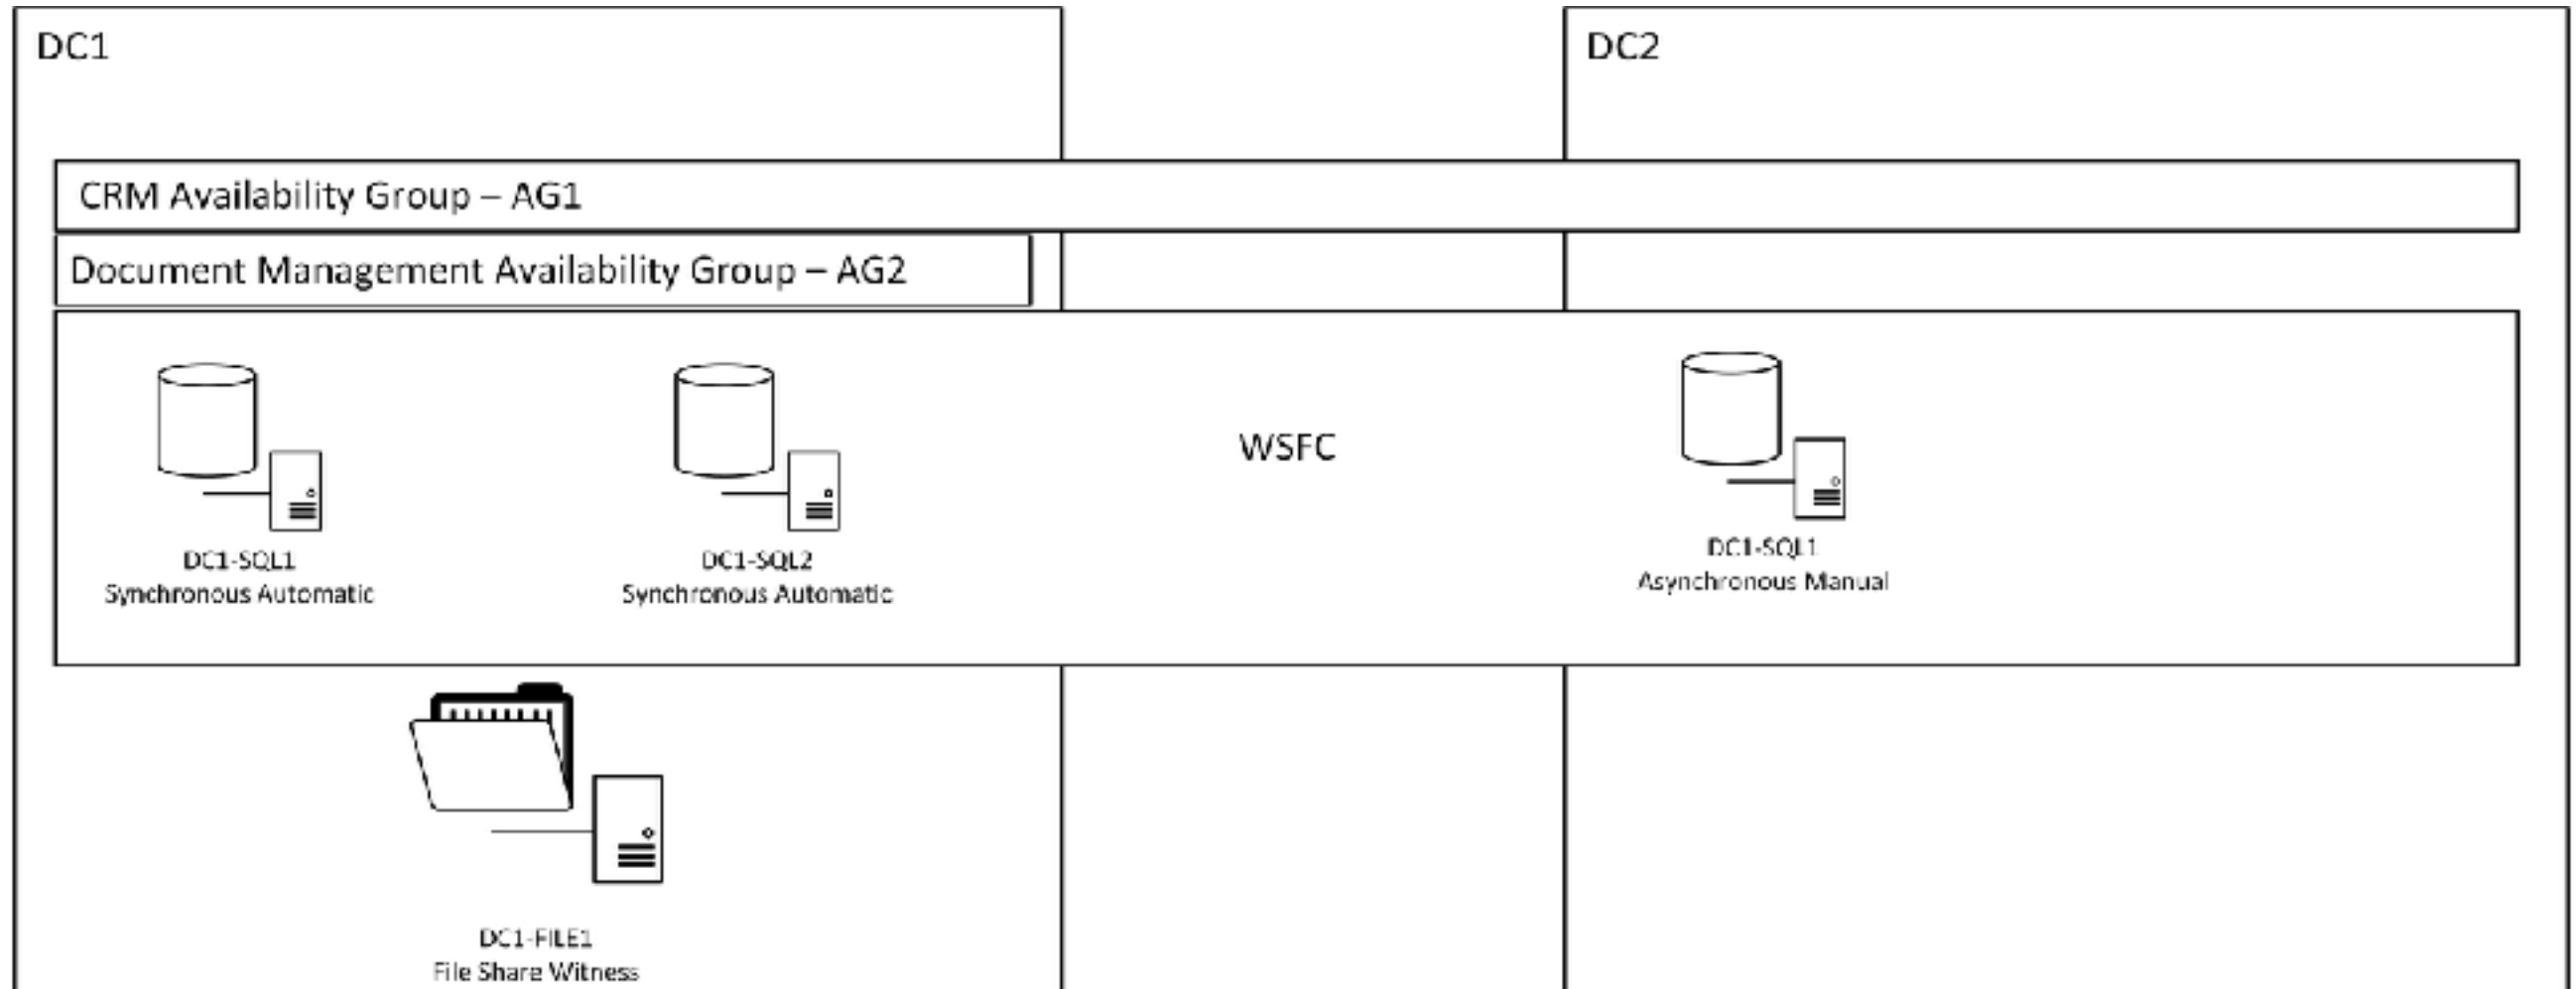 DC1
DC2
CRM Availability Group – AG1
Document Management Availability Group – AG2
DC1-SQL1
Synchronous Automatic
DC1-SQL2
Synchronous Automatic
WSFC
DC1-SQL1
Asynchronous Manual
DC1-FILE1
File Share Witness